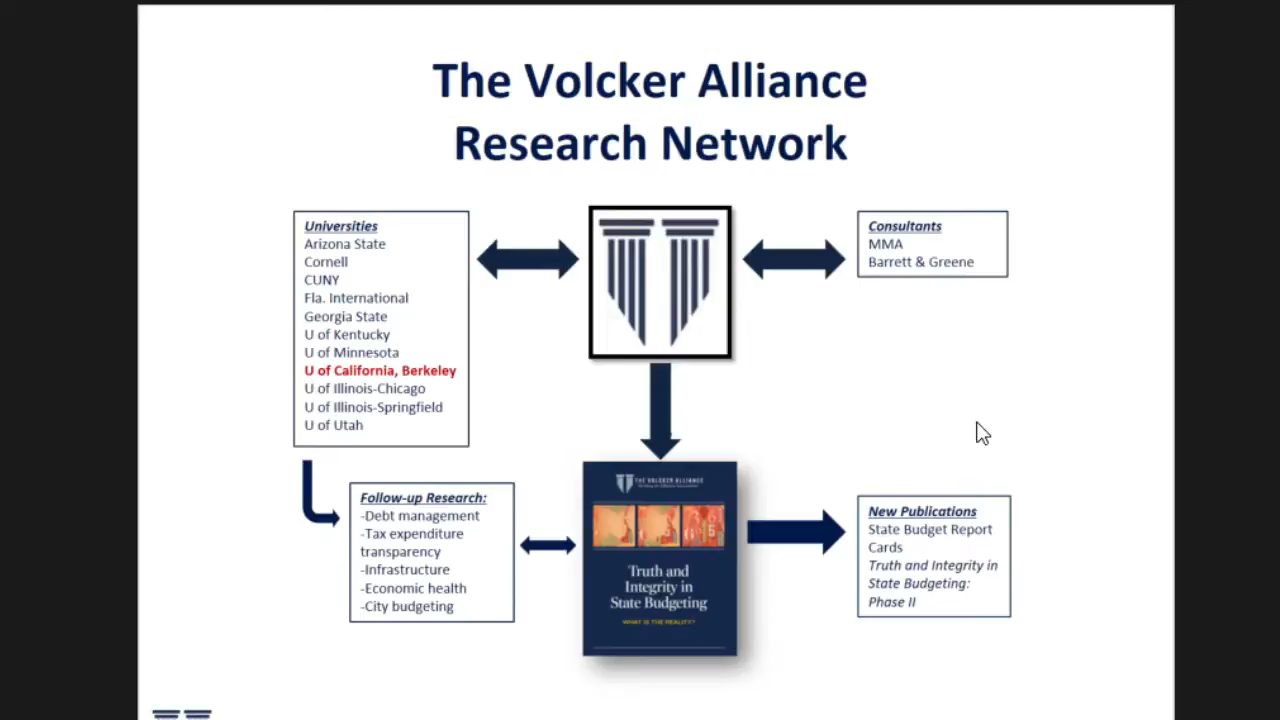 The Volcker Alliance
Research Network
Universities
Arizona State
Cornell
CUNY
Fla. International
Georgia State
U of Kentucky
U of Minnesota
U of California, Berkeley
U of Illinois-Chicago
U of Illinois-Springfield
U of Utah
Consultants
MMA
Barrett & Greene
Follow-up Research:
-Debt management
-Tax expenditure
transparency
-Infrastructure
-Economic health
-City budgeting
THE VOLCKER ALLIANCE
Truth and
Integrity in
State Budgeting
WHAT IS THE REALITY?
New Publications
State Budget Report
Cards
Truth and Integrity in
State Budgeting:
Phase II